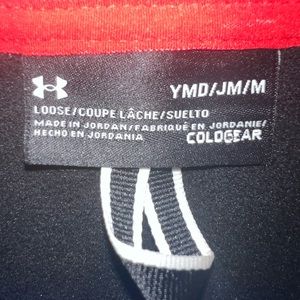 YMD/JM/M
LOOSE/COUPE LÂCHE/SUELTO
MADE IN JORDAN/FABRIQUÉ EN JORDANIE/
HECHO EN JORDANIA
COLDGEAR